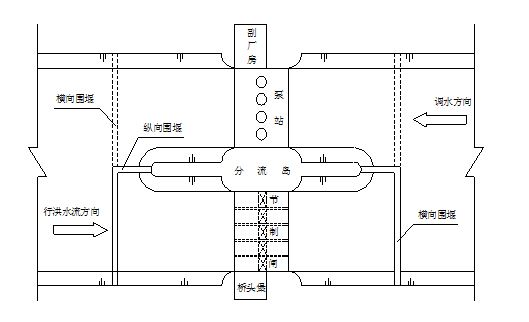 副厂房
泵站
横向围堰
调水方向
纵向围堰
分流岛
节制闸
行洪水流方向
横向围堰
桥头堡